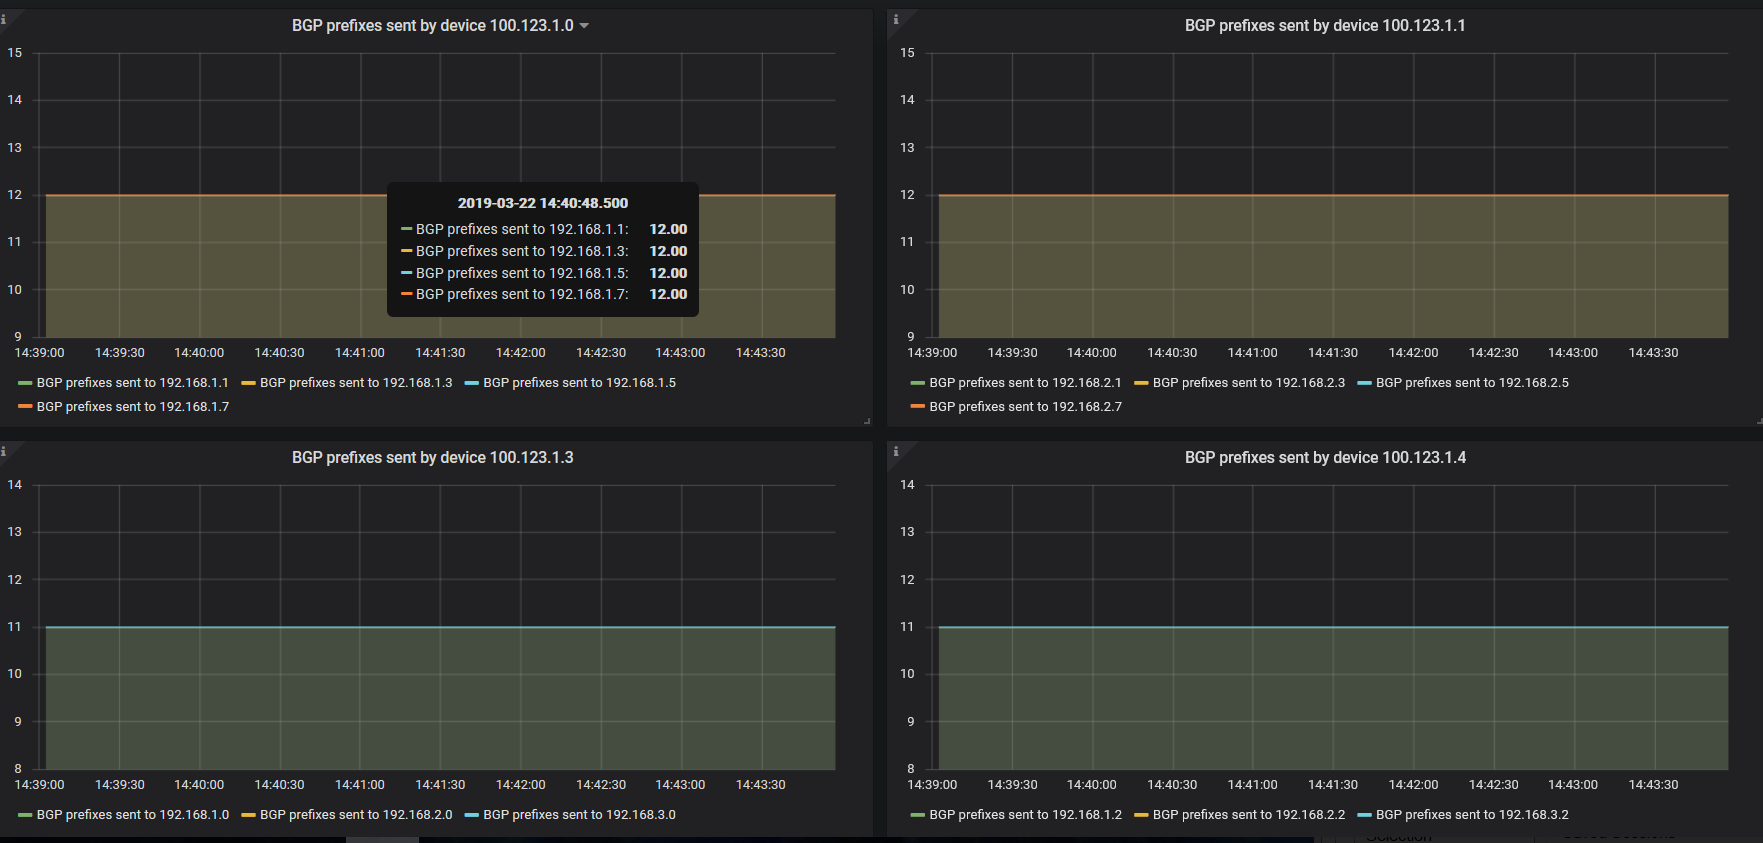 BGP prefixes sent by device 100.123.1.0
15
14
13
12
11
10
9
14:39:00 14:39:30 14:40:00 14:40:30 14:41:00 14:41:30 14:42:00 14:42:30 14:43:00 14:43:30
2019-03-22 14:40:48.500
BGP prefixes sent to 192.168.1.1: 12.00
BGP prefixes sent to 192.168.1.3: 12.00
BGP prefixes sent to 192.168.1.5: 12.00
BGP prefixes sent to 192.168.1.7: 12.00
BGP prefixes sent to 192.168.1.1 BGP prefixes sent to 192.168.1.3 BGP prefixes sent to 192.168.1.5
BGP prefixes sent to 192.168.1.7
BGP prefixes sent by device 100.123.1.1
15
14
13
12
11
10
9
14:39:00 14:39:30 14:40:00 14:40:30 14:41:00 14:41:30 14:42:00 14:42:30 14:43:00 14:43:30
BGP prefixes sent to 192.168.2.1 BGP prefixes sent to 192.168.2.3 BGP prefixes sent to 192.168.2.5
BGP prefixes sent to 192.168.2.7
BGP prefixes sent by device 100.123.1.3
14
13
12
11
10
9
8
14:39:00 14:39:30 14:40:00 14:40:30 14:41:00 14:41:30 14:42:00 14:42:30 14:43:00 14:43:30
BGP prefixes sent to 192.168.1.0 BGP prefixes sent to 192.168.2.0 BGP prefixes sent to 192.168.3.0
BGP prefixes sent by device 100.123.1.4
14
13
12
11
10
9
8
14:39:00 14:39:30 14:40:00 14:40:30 14:41:00 14:41:30 14:42:00 14:42:30 14:43:00 14:43:30
BGP prefixes sent to 192.168.1.2 BGP prefixes sent to 192.168.2.2 BGP prefixes sent to 192.168.3.2